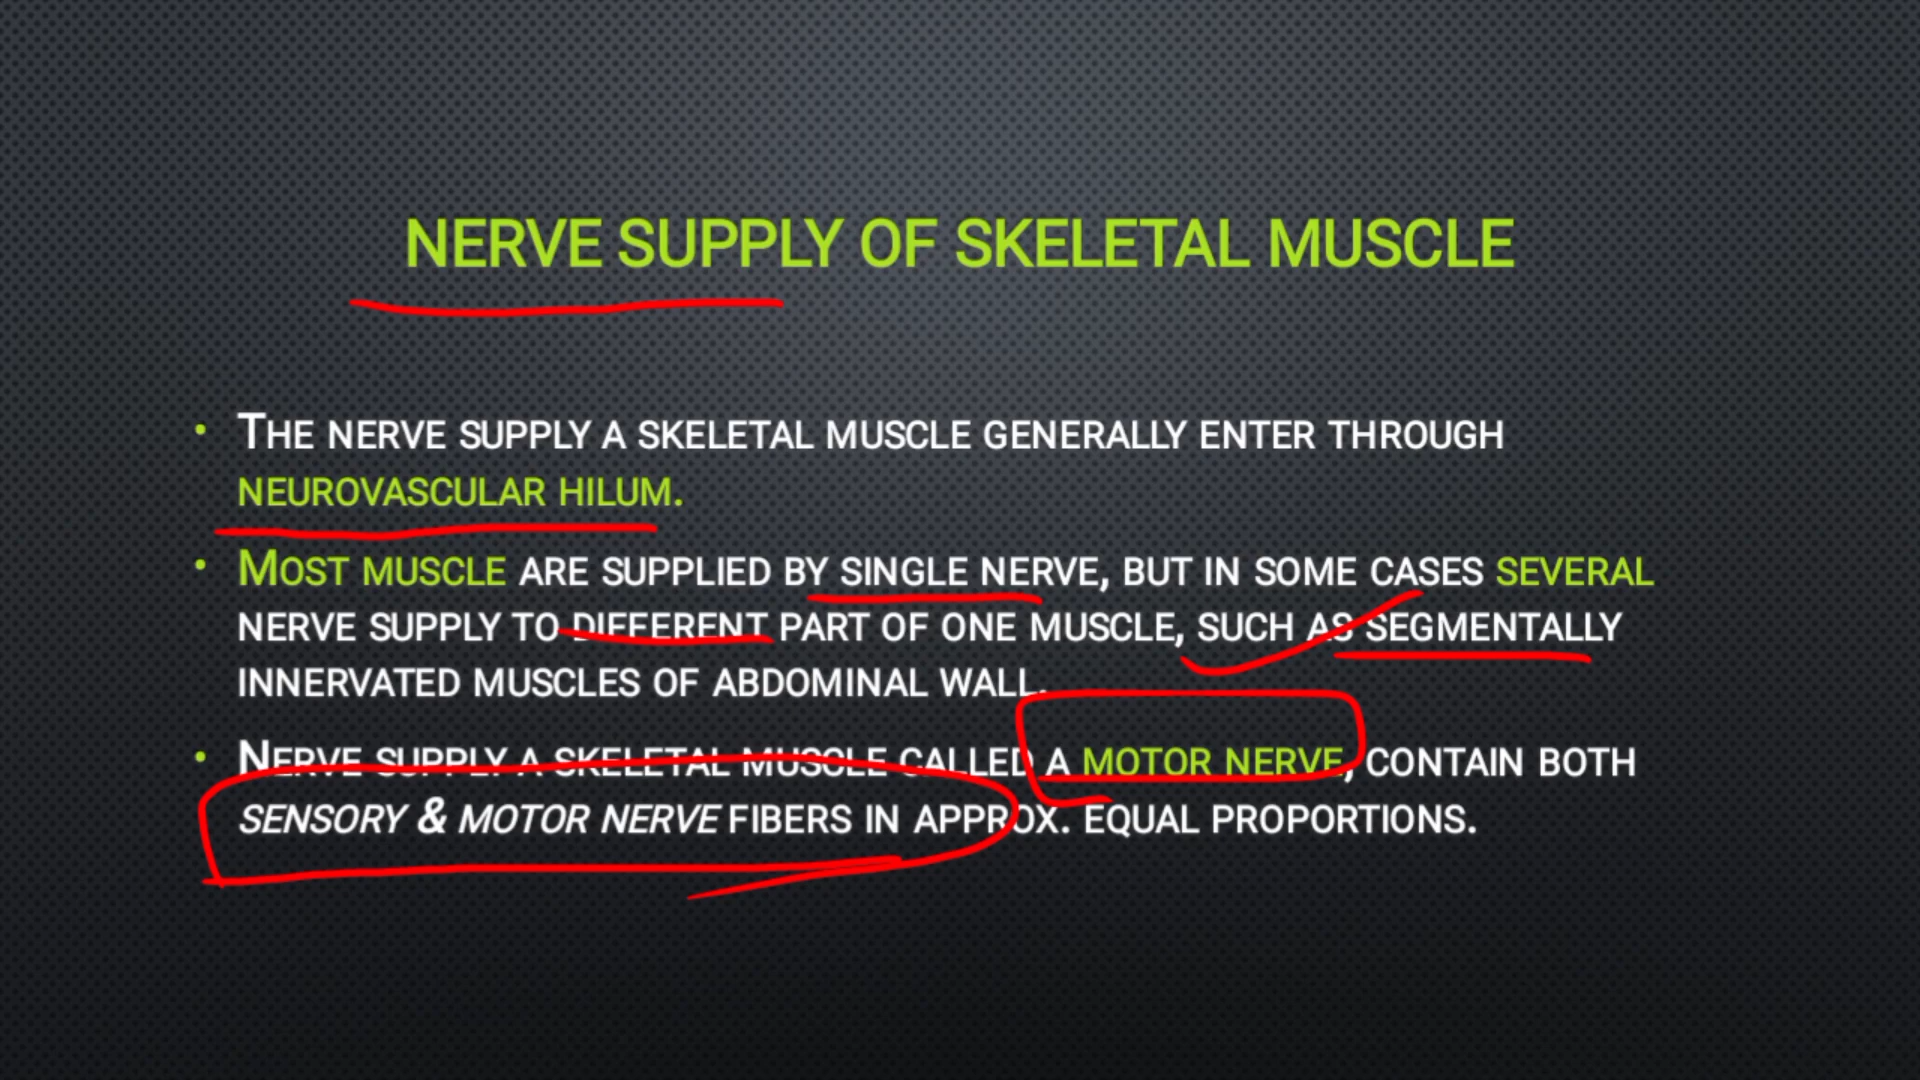 NERVE SUPPLY OF SKELETAL MUSCLE
• THE NERVE SUPPLY A SKELETAL MUSCLE GENERALLY ENTER THROUGH
NEUROVASCULAR HILUM.
• MOST MUSCLE ARE SUPPLIED BY SINGLE NERVE, BUT IN SOME CASES SEVERAL
NERVE SUPPLY TO DIFFERENT PART OF ONE MUSCLE, SUCH AS SEGMENTALLY
INNERVATED MUSCLES OF ABDOMINAL WALL.
• NERVE SUPPLY A SKELETAL MUSCLE CALLED A MOTOR NERVE, CONTAIN BOTH
SENSORY & MOTOR NERVE FIBERS IN APPROX. EQUAL PROPORTIONS.